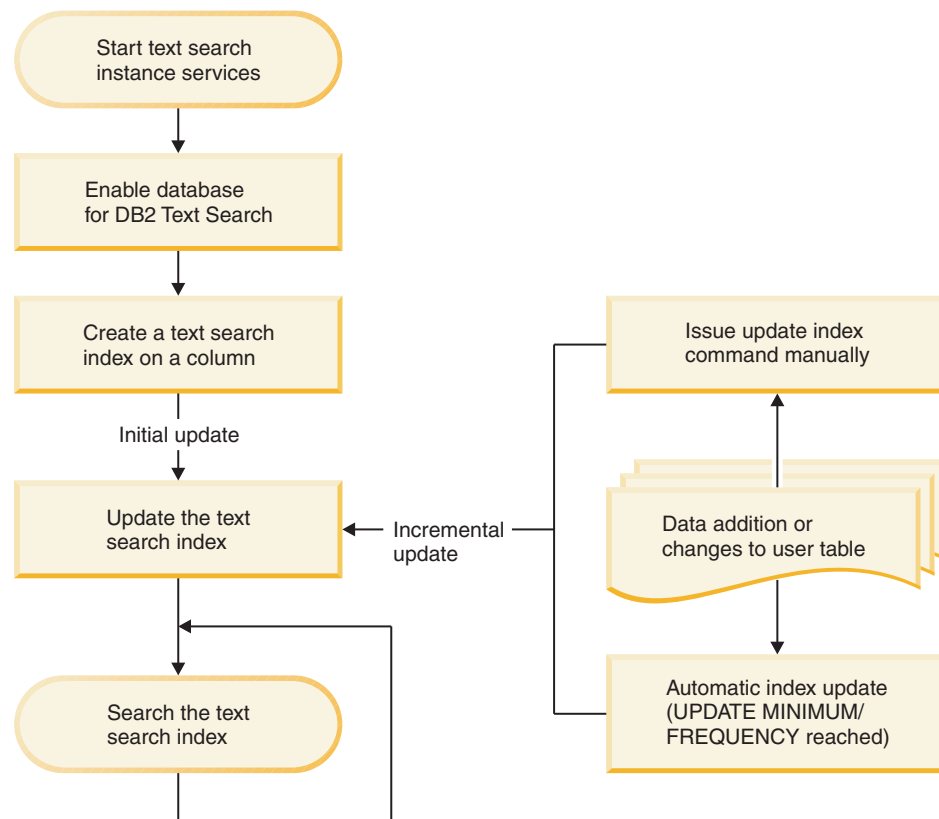 Start text search
instance services
Enable database
for DB2 Text Search
Create a text search
index on a column
Initial update
Update the text
search index
Search the text
search index
Incremental
update
Issue update index
command manually
Data addition or
changes to user table
Automatic index update
(UPDATE MINIMUM/
FREQUENCY reached)